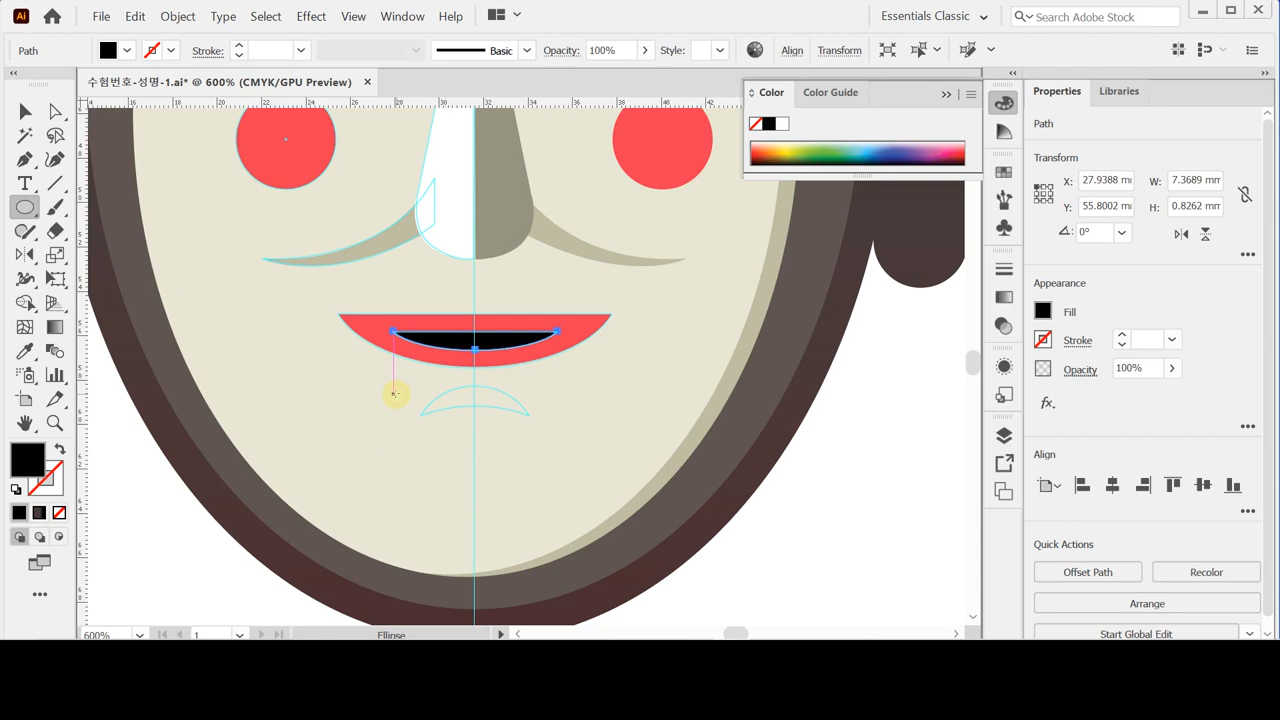 Ai File Edit Object Type Select Effect View Window Help Essentials Classic Search Adobe Stock
Path Stroke: Basic Opacity: 100% Style: Align Transform
수험번호-성명-1.ai* @ 600% (CMYK/GPU Preview) ×
Color Color Guide
Properties Libraries
Path
Transform
X: 27.9388 mm W: 7.3689 mm
Y: 55.8002 mm H: 0.8262 mm
0°
Appearance
Fill
Stroke
Opacity 100%
fx.
Align
Quick Actions
Offset Path Recolor
Arrange
Start Global Edit
600% 1 Ellipse